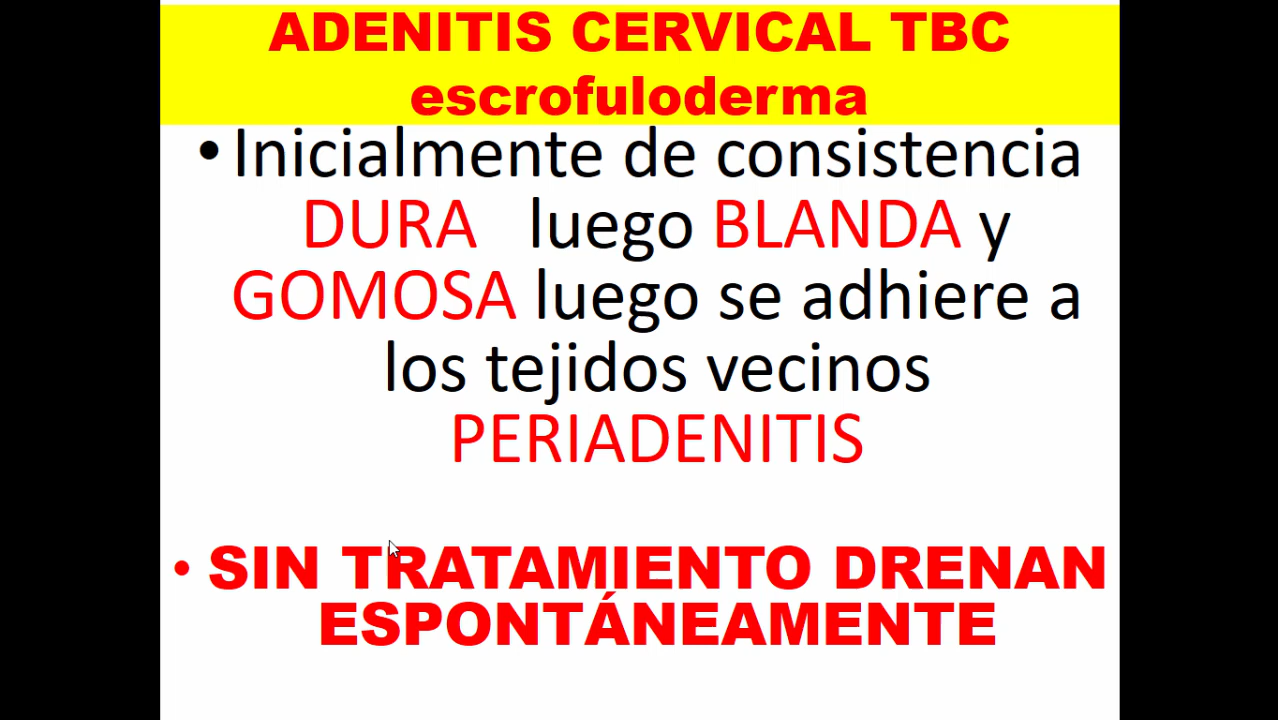 ADENITIS CERVICAL TBC
escrofuloderma
• Inicialmente de consistencia
DURA luego BLANDA y
GOMOSA luego se adhiere a
los tejidos vecinos
PERIADENITIS
• SIN TRATAMIENTO DRENAN
ESPONTÁNEAMENTE